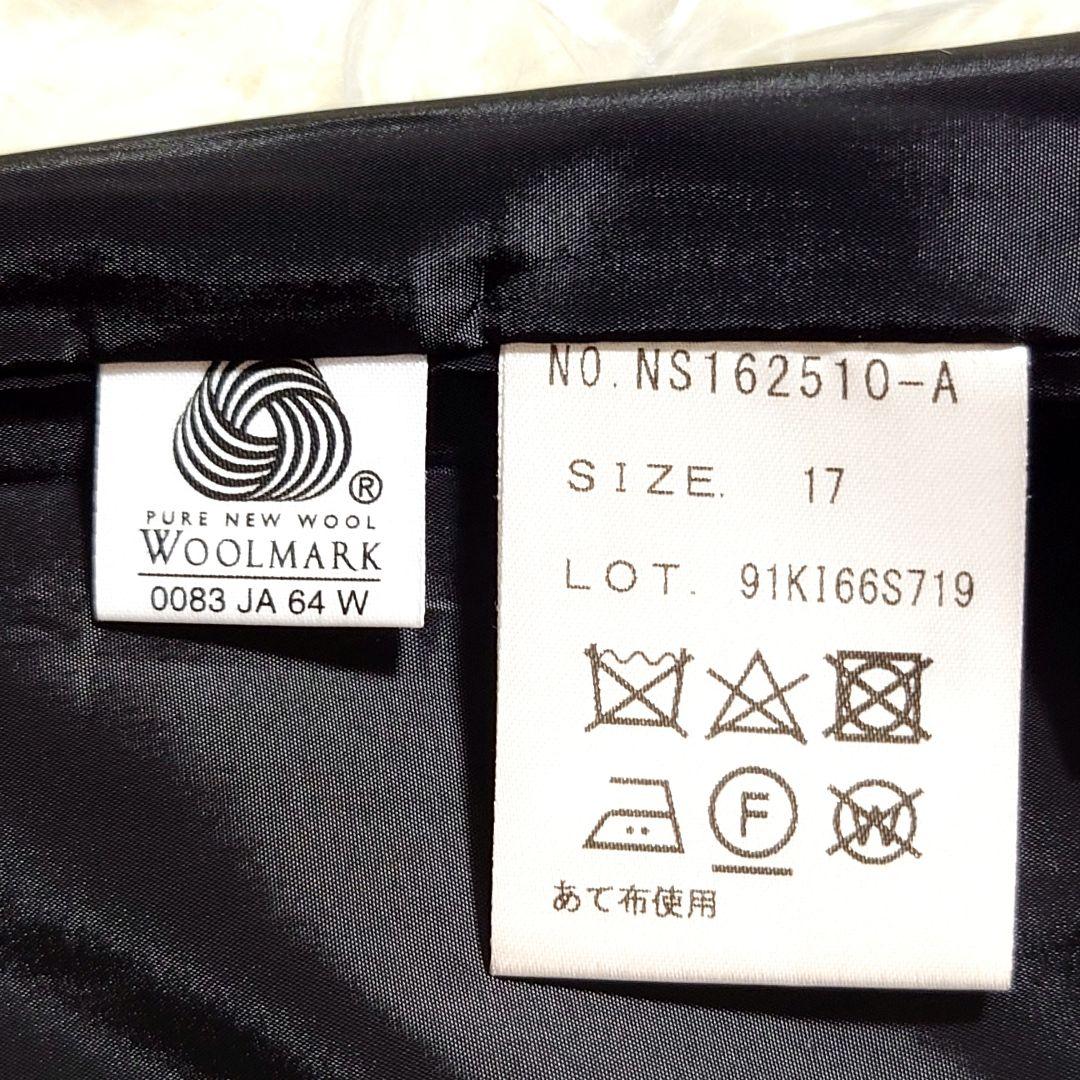 ®
PURE NEW WOOL
WOOLMARK
0083 JA 64 W
NO. NS162510-A
SIZE. 17
LOT. 91KI66S719
F
W
あて布使用